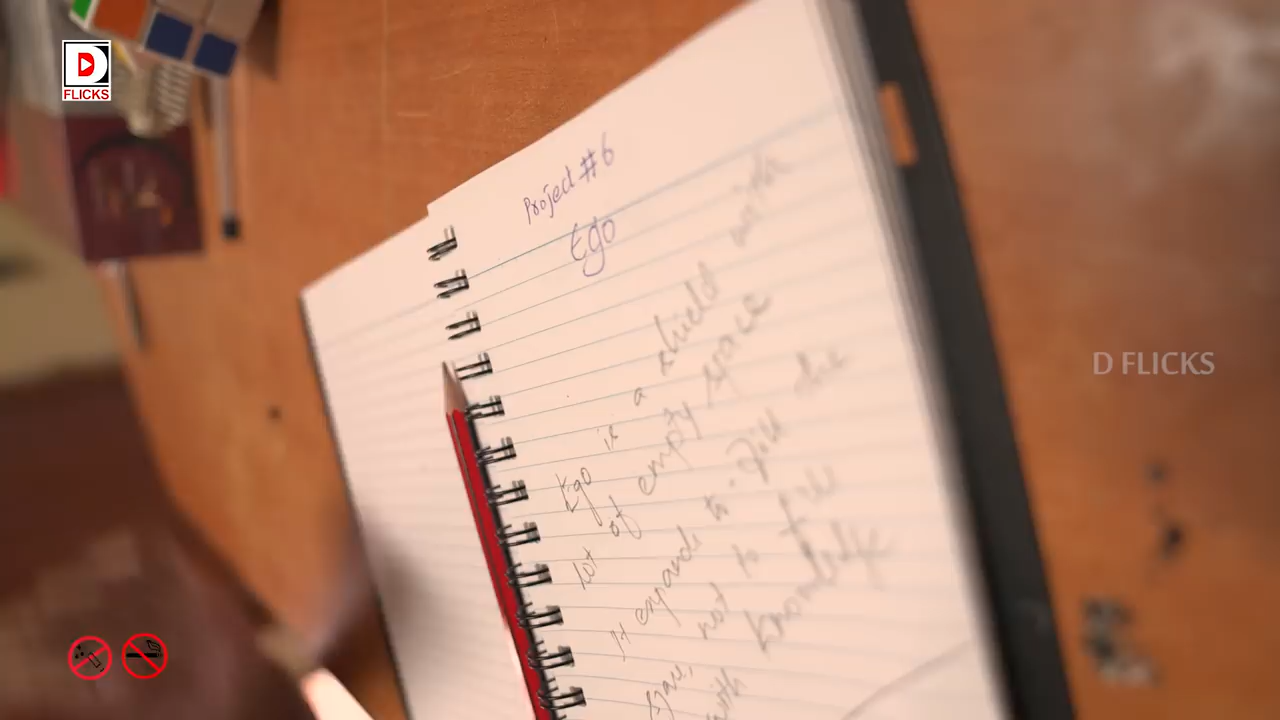 D
FLICKS
Project #6
Ego
D FLICKS
Ego is a shield with
lot of empty space
It expands to fill the
space, not to fill
with knowledge